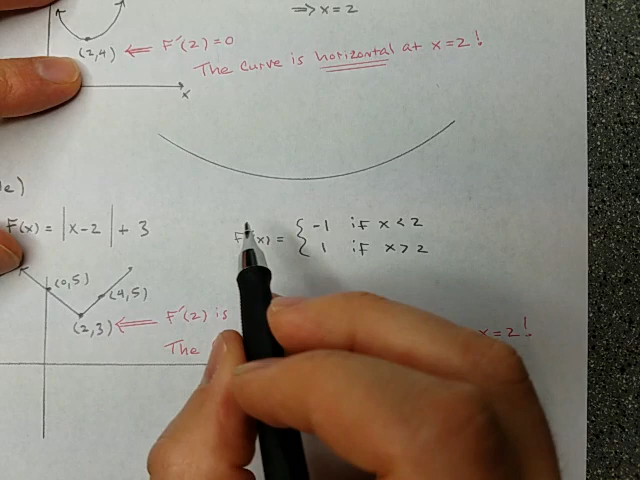 ⇒ x = 2
(2,4) ⇐ F'(2) = 0
The curve is horizontal at x=2!
x
F(x) = |x-2| + 3
F'(x) = { -1 if x < 2
1 if x > 2
(0,5)
(4,5)
(2,3) ⇐ F'(2) is
The x=2!